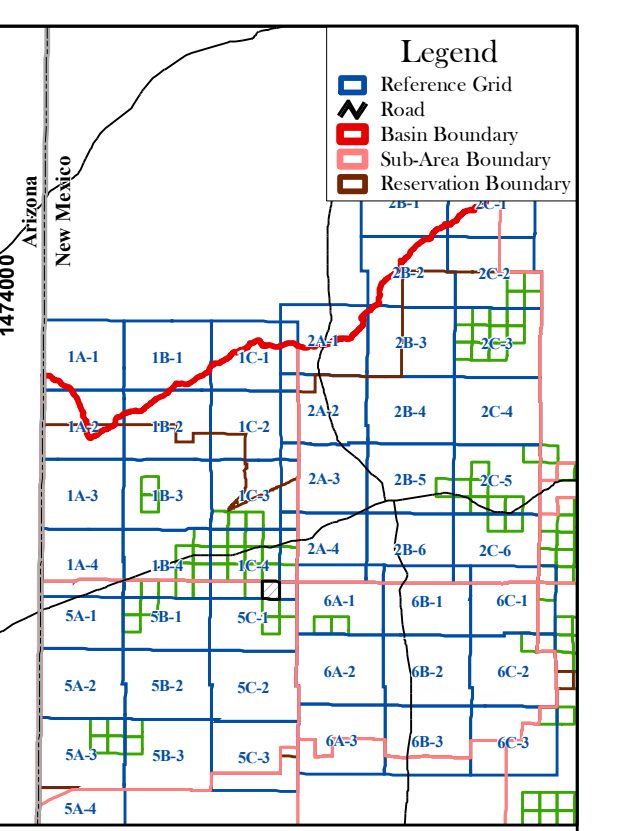 Legend
Reference Grid
Road
Basin Boundary
Sub-Area Boundary
Reservation Boundary
Arizona
New Mexico
1474000
2B-1 2C-1
2B-2 2C-2
1A-1 1B-1 1C-1 2A-1 2B-3 2C-3
1A-2 1B-2 1C-2 2A-2 2B-4 2C-4
1A-3 1B-3 1C-3 2A-3 2B-5 2C-5
1A-4 1B-4 1C-4 2A-4 2B-6 2C-6
5A-1 5B-1 5C-1 6A-1 6B-1 6C-1
5A-2 5B-2 5C-2 6A-2 6B-2 6C-2
5A-3 5B-3 5C-3 6A-3 6B-3 6C-3
5A-4